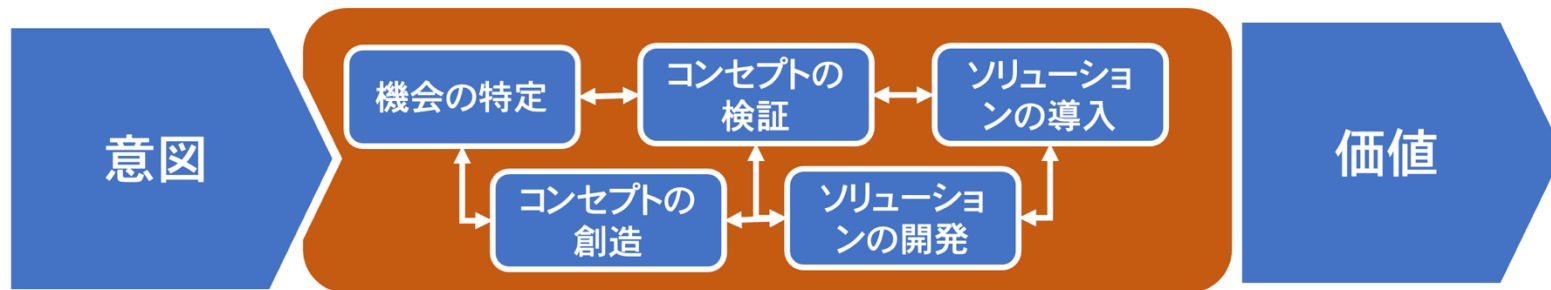 意図
機会の特定
コンセプトの
検証
ソリューショ
ンの導入
コンセプトの
創造
ソリューショ
ンの開発
価値